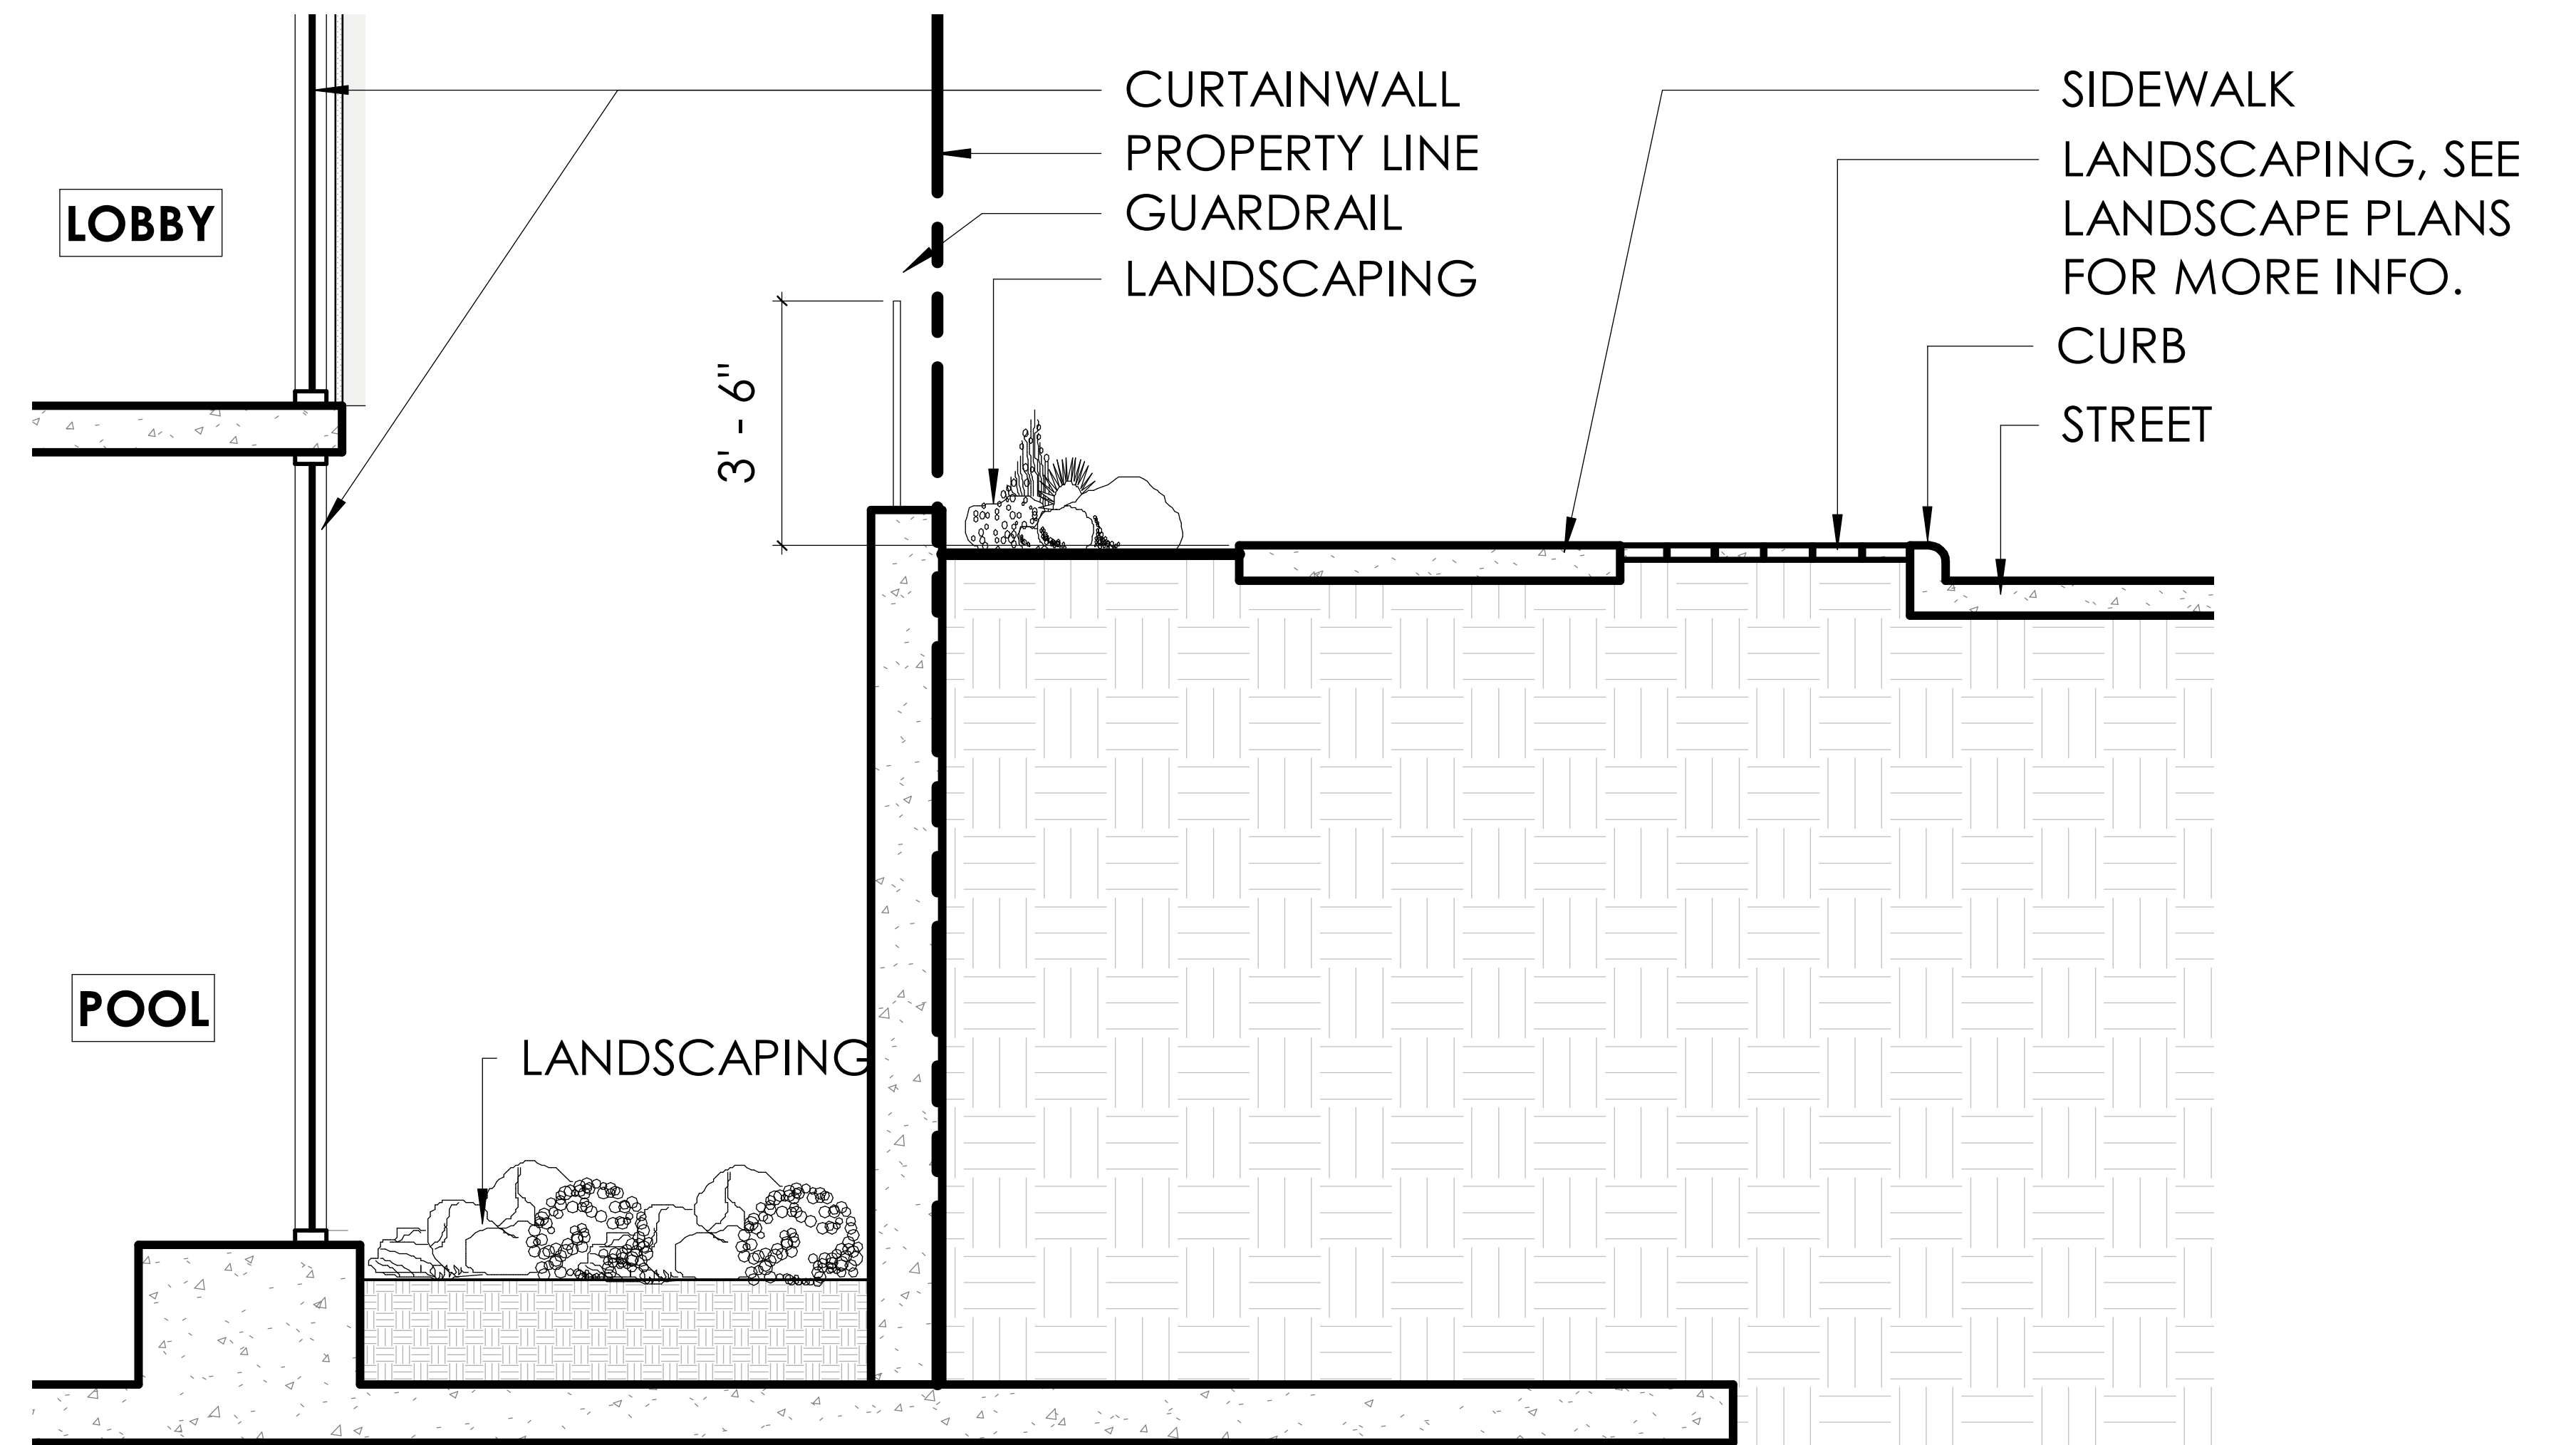 CURTAINWALL
PROPERTY LINE
GUARDRAIL
LANDSCAPING
SIDEWALK
LANDSCAPING, SEE
LANDSCAPE PLANS
FOR MORE INFO.
CURB
STREET
LOBBY
3' - 6"
POOL
LANDSCAPING